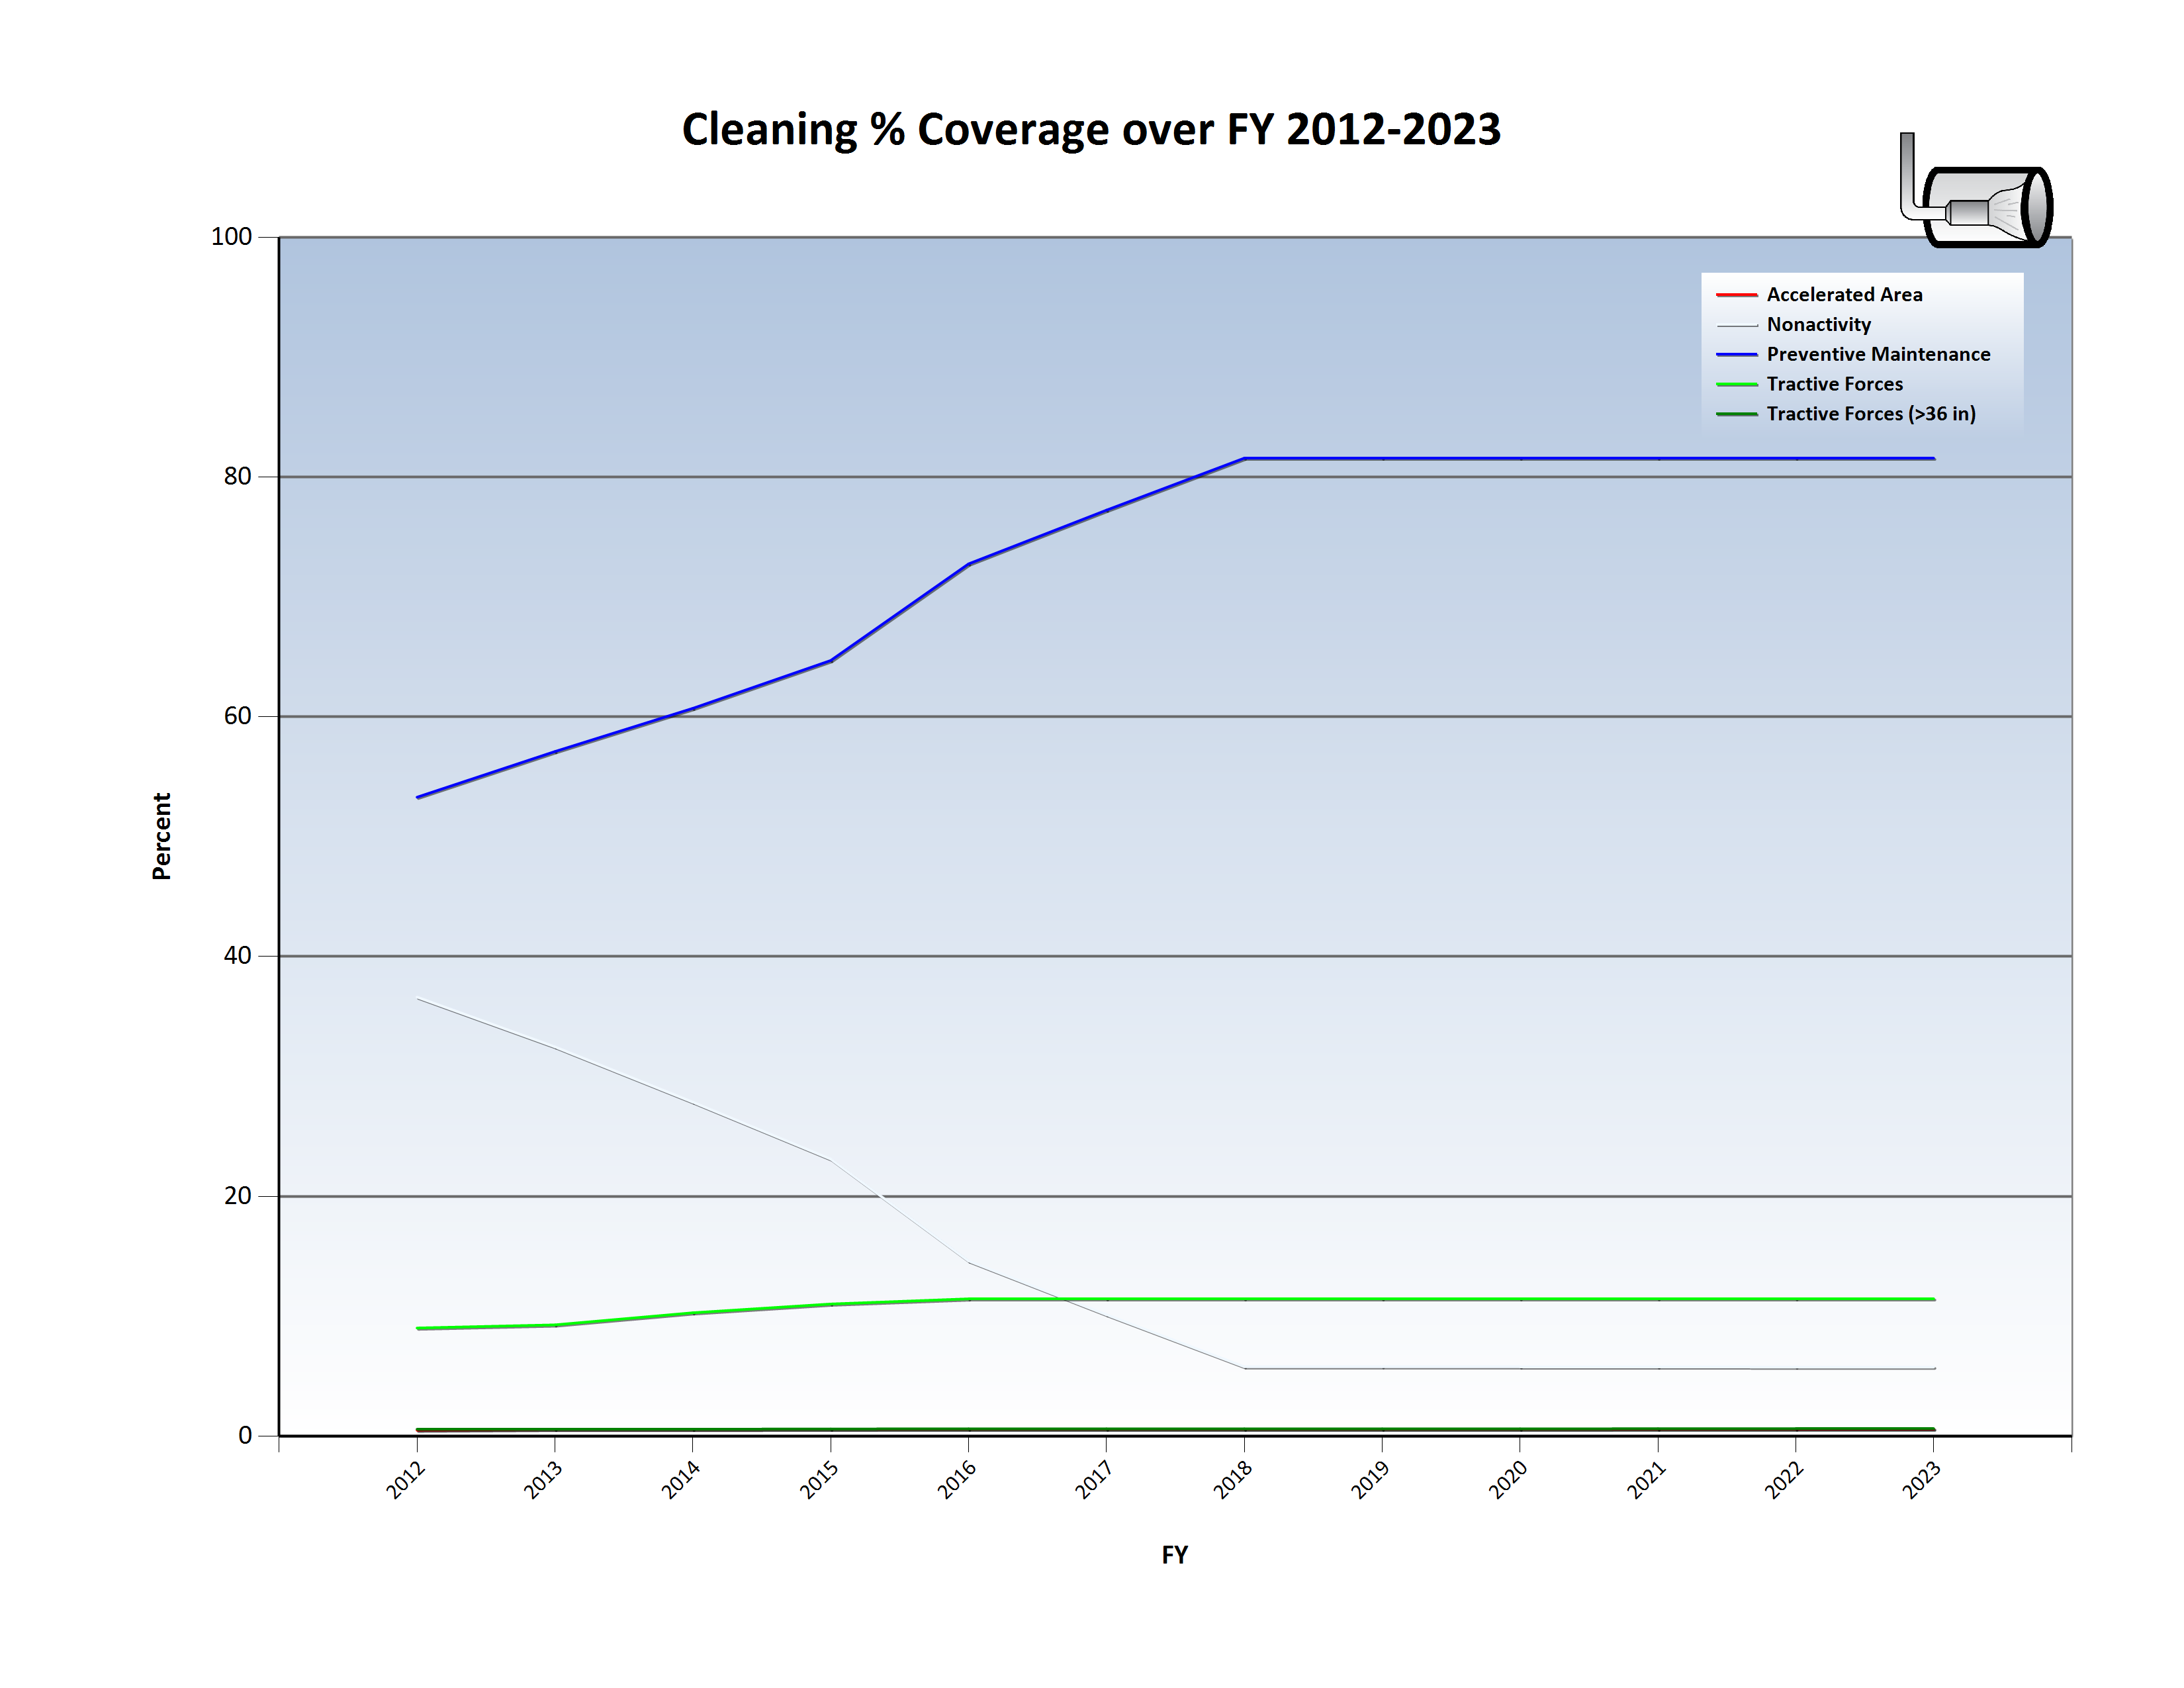 Cleaning % Coverage over FY 2012-2023
100
80
60
40
20
0
Percent
Accelerated Area
Nonactivity
Preventive Maintenance
Tractive Forces
Tractive Forces (>36 in)
2012
2013
2014
2015
2016
2017
2018
2019
2020
2021
2022
2023
FY